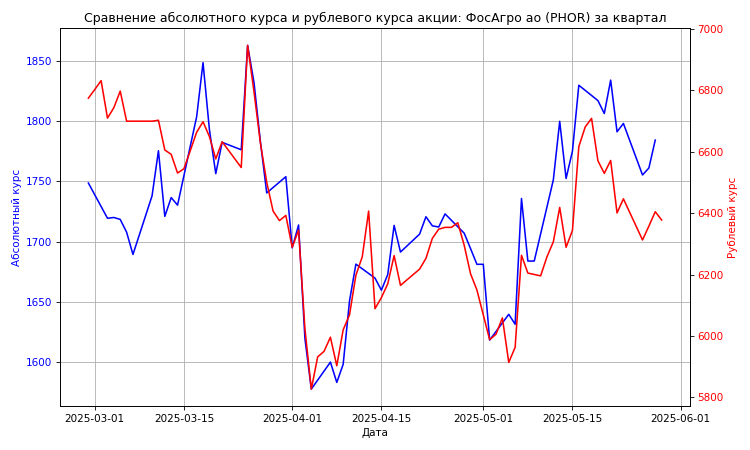 Сравнение абсолютного курса и рублевого курса акции: ФосАгро ао (PHOR) за квартал
Абсолютный курс
1850
1800
1750
1700
1650
1600
7000
6800
6600
6400
6200
6000
5800
Рублевый курс
2025-03-01 2025-03-15 2025-04-01 2025-04-15 2025-05-01 2025-05-15 2025-06-01
Дата